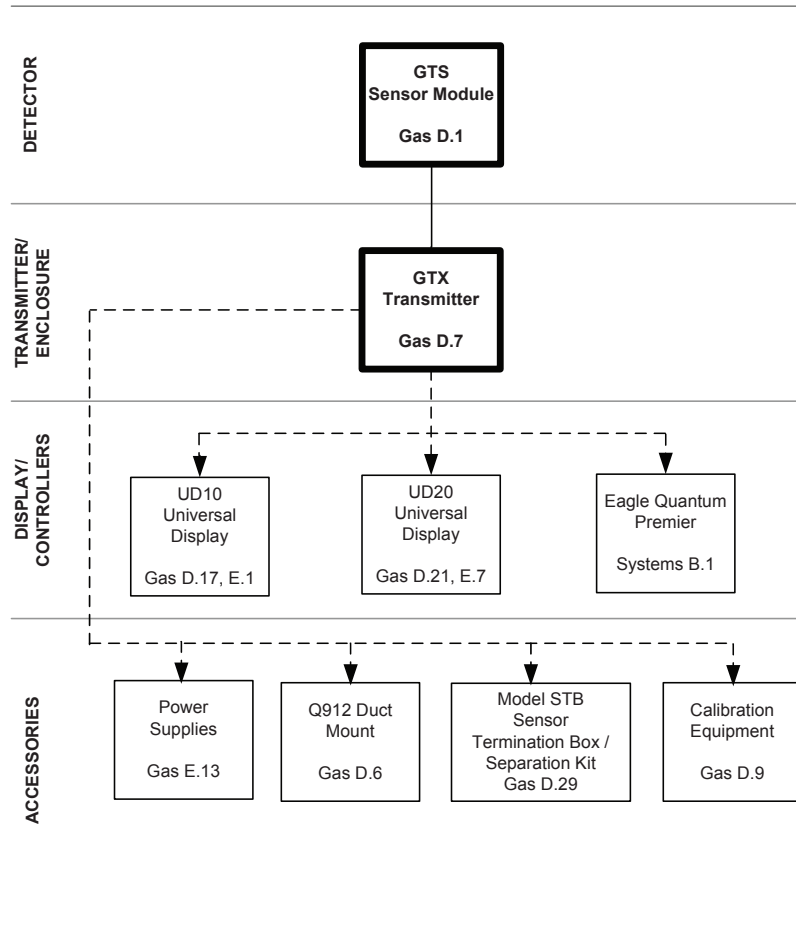 DETECTOR
GTS
Sensor Module
Gas D.1
TRANSMITTER/
ENCLOSURE
GTX
Transmitter
Gas D.7
DISPLAY/
CONTROLLERS
UD10
Universal
Display
Gas D.17, E.1
UD20
Universal
Display
Gas D.21, E.7
Eagle Quantum
Premier
Systems B.1
ACCESSORIES
Power
Supplies
Gas E.13
Q912 Duct
Mount
Gas D.6
Model STB
Sensor
Termination Box /
Separation Kit
Gas D.29
Calibration
Equipment
Gas D.9